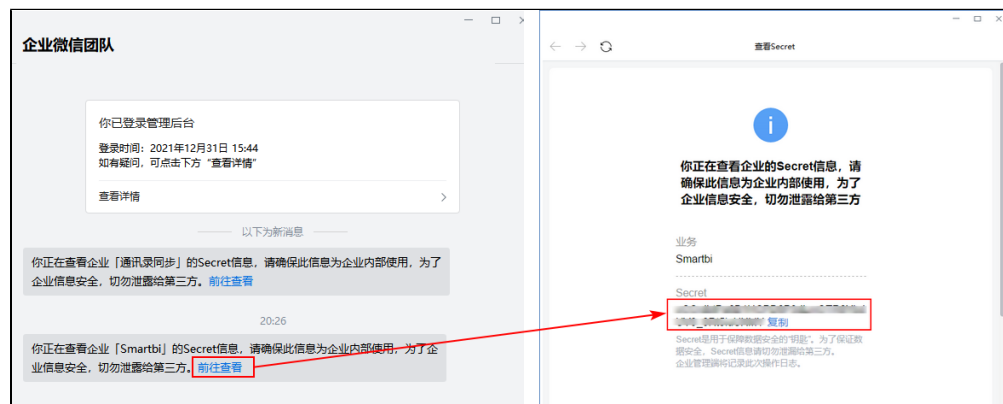 企业微信团队
你已登录管理后台
登录时间：2021年12月31日 15:44
如有疑问，可点击下方“查看详情”
查看详情
以下为新消息
你正在查看企业「通讯录同步」的Secret信息，请确保此信息为企业内部使用，为了
企业信息安全，切勿泄露给第三方。前往查看
20:26
你正在查看企业「Smartbi」的Secret信息，请确保此信息为企业内部使用，为了企
业信息安全，切勿泄露给第三方。前往查看
查看Secret
你正在查看企业的Secret信息，请
确保此信息为企业内部使用，为了
企业信息安全，切勿泄露给第三方
业务
Smartbi
Secret
复制
Secret是用于保障数据安全的“钥匙”。为了保证数
据安全，Secret信息请切勿泄漏给第三方。
企业管理端将记录此次操作日志。